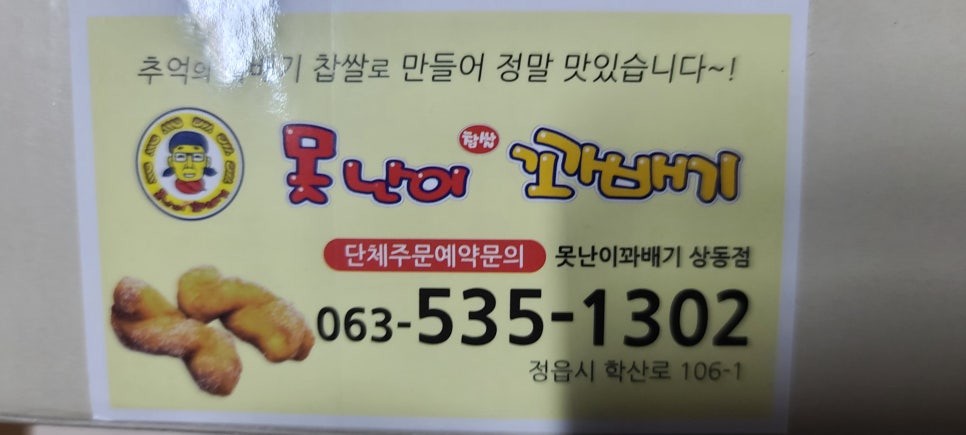 추억의 찹쌀로 만들어 정말 맛있습니다~!
못난이 찹쌀 꽈배기
단체주문예약문의 못난이꽈배기 상동점
063-535-1302
정읍시 학산로 106-1